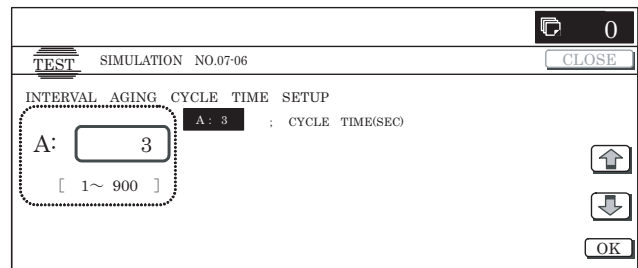 0
TEST SIMULATION NO.07-06 CLOSE
INTERVAL AGING CYCLE TIME SETUP
A: 3 ; CYCLE TIME(SEC)
A: 3
[ 1~ 900 ]
OK